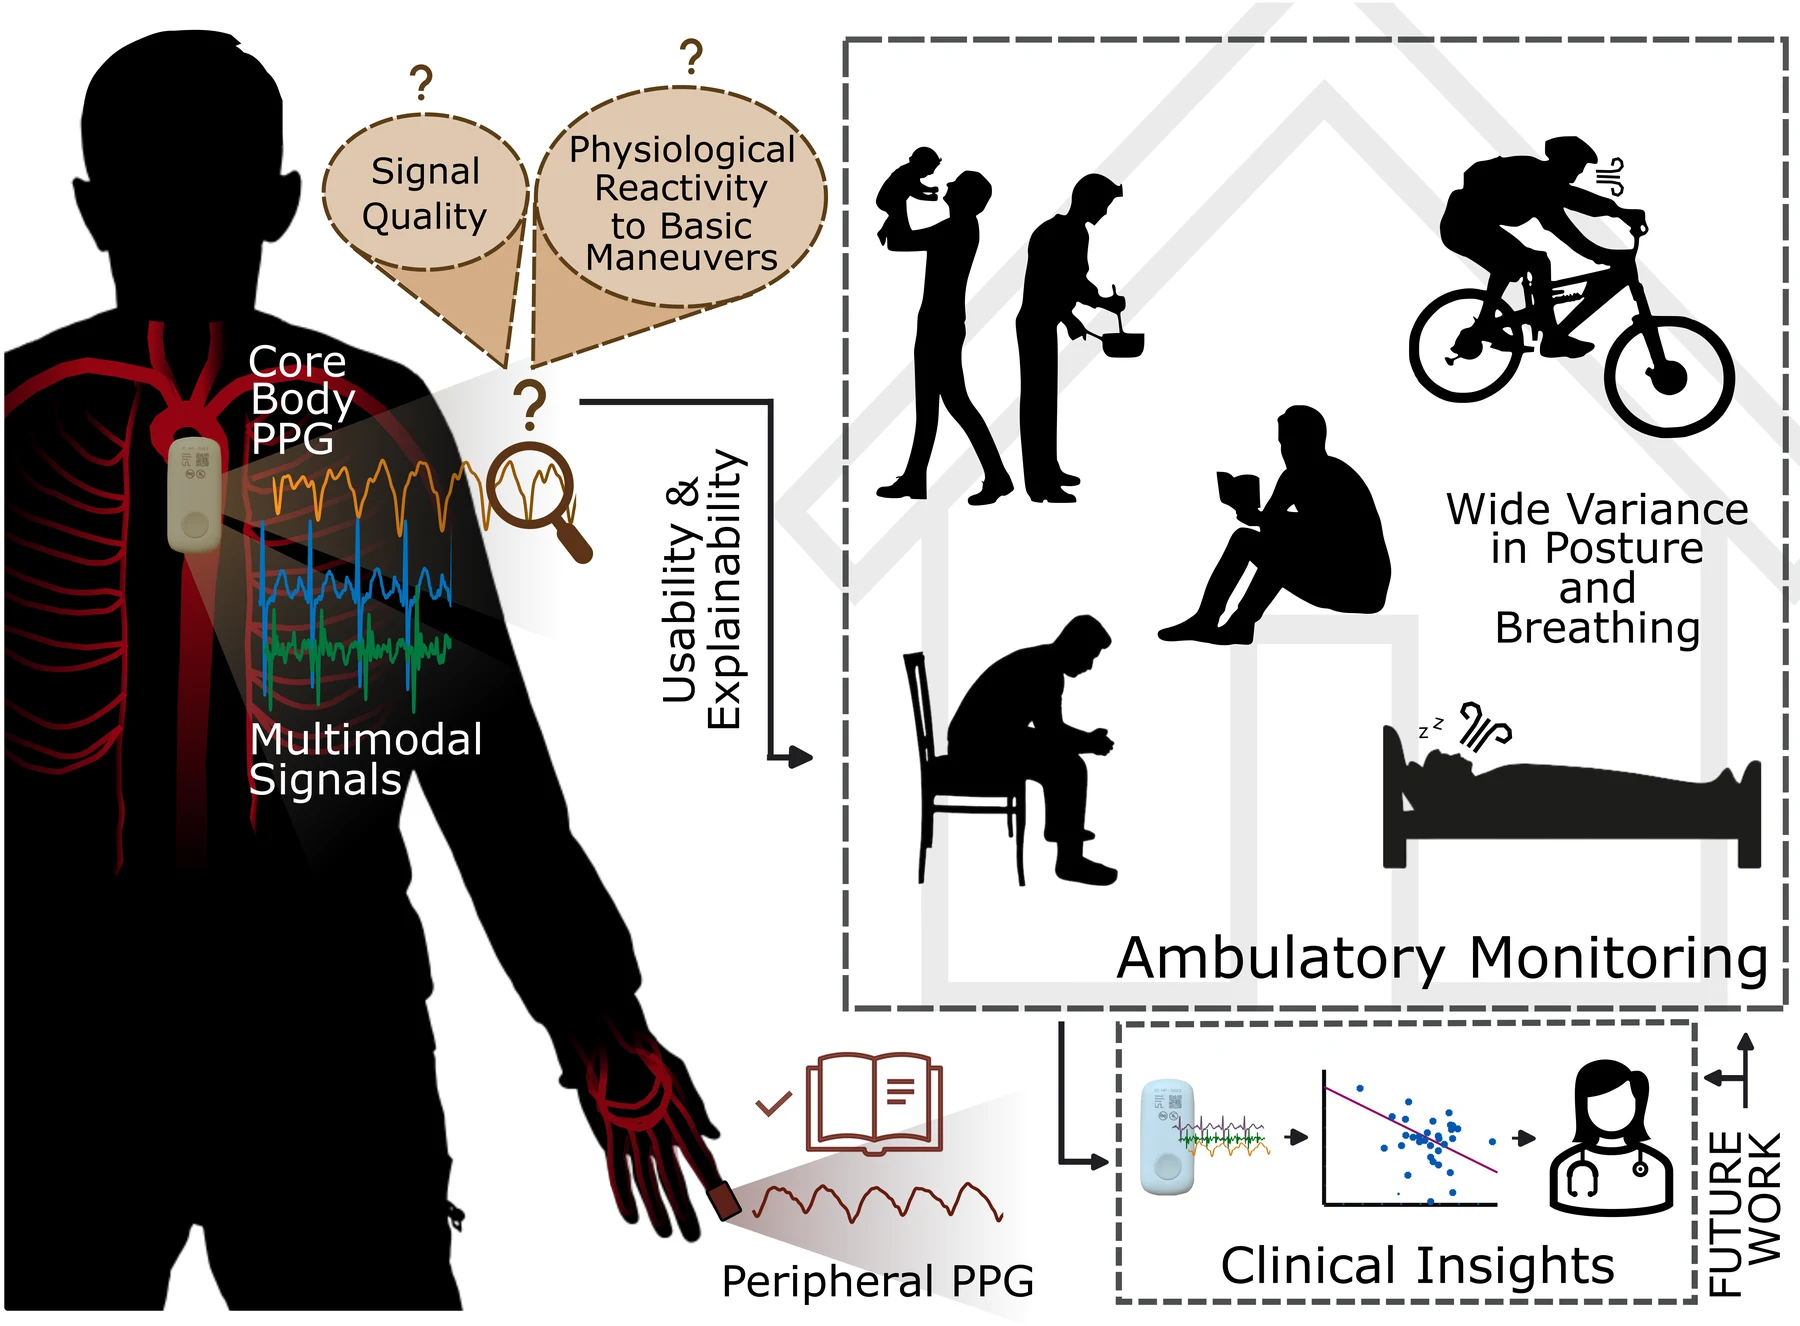 ?
?
Signal
Quality
Physiological
Reactivity
to Basic
Maneuvers
Core
Body
PPG
?
Multimodal
Signals
Usability &
Explainability
Wide Variance
in Posture
and
Breathing
z z
Ambulatory Monitoring
Peripheral PPG
Clinical Insights
FUTURE
WORK